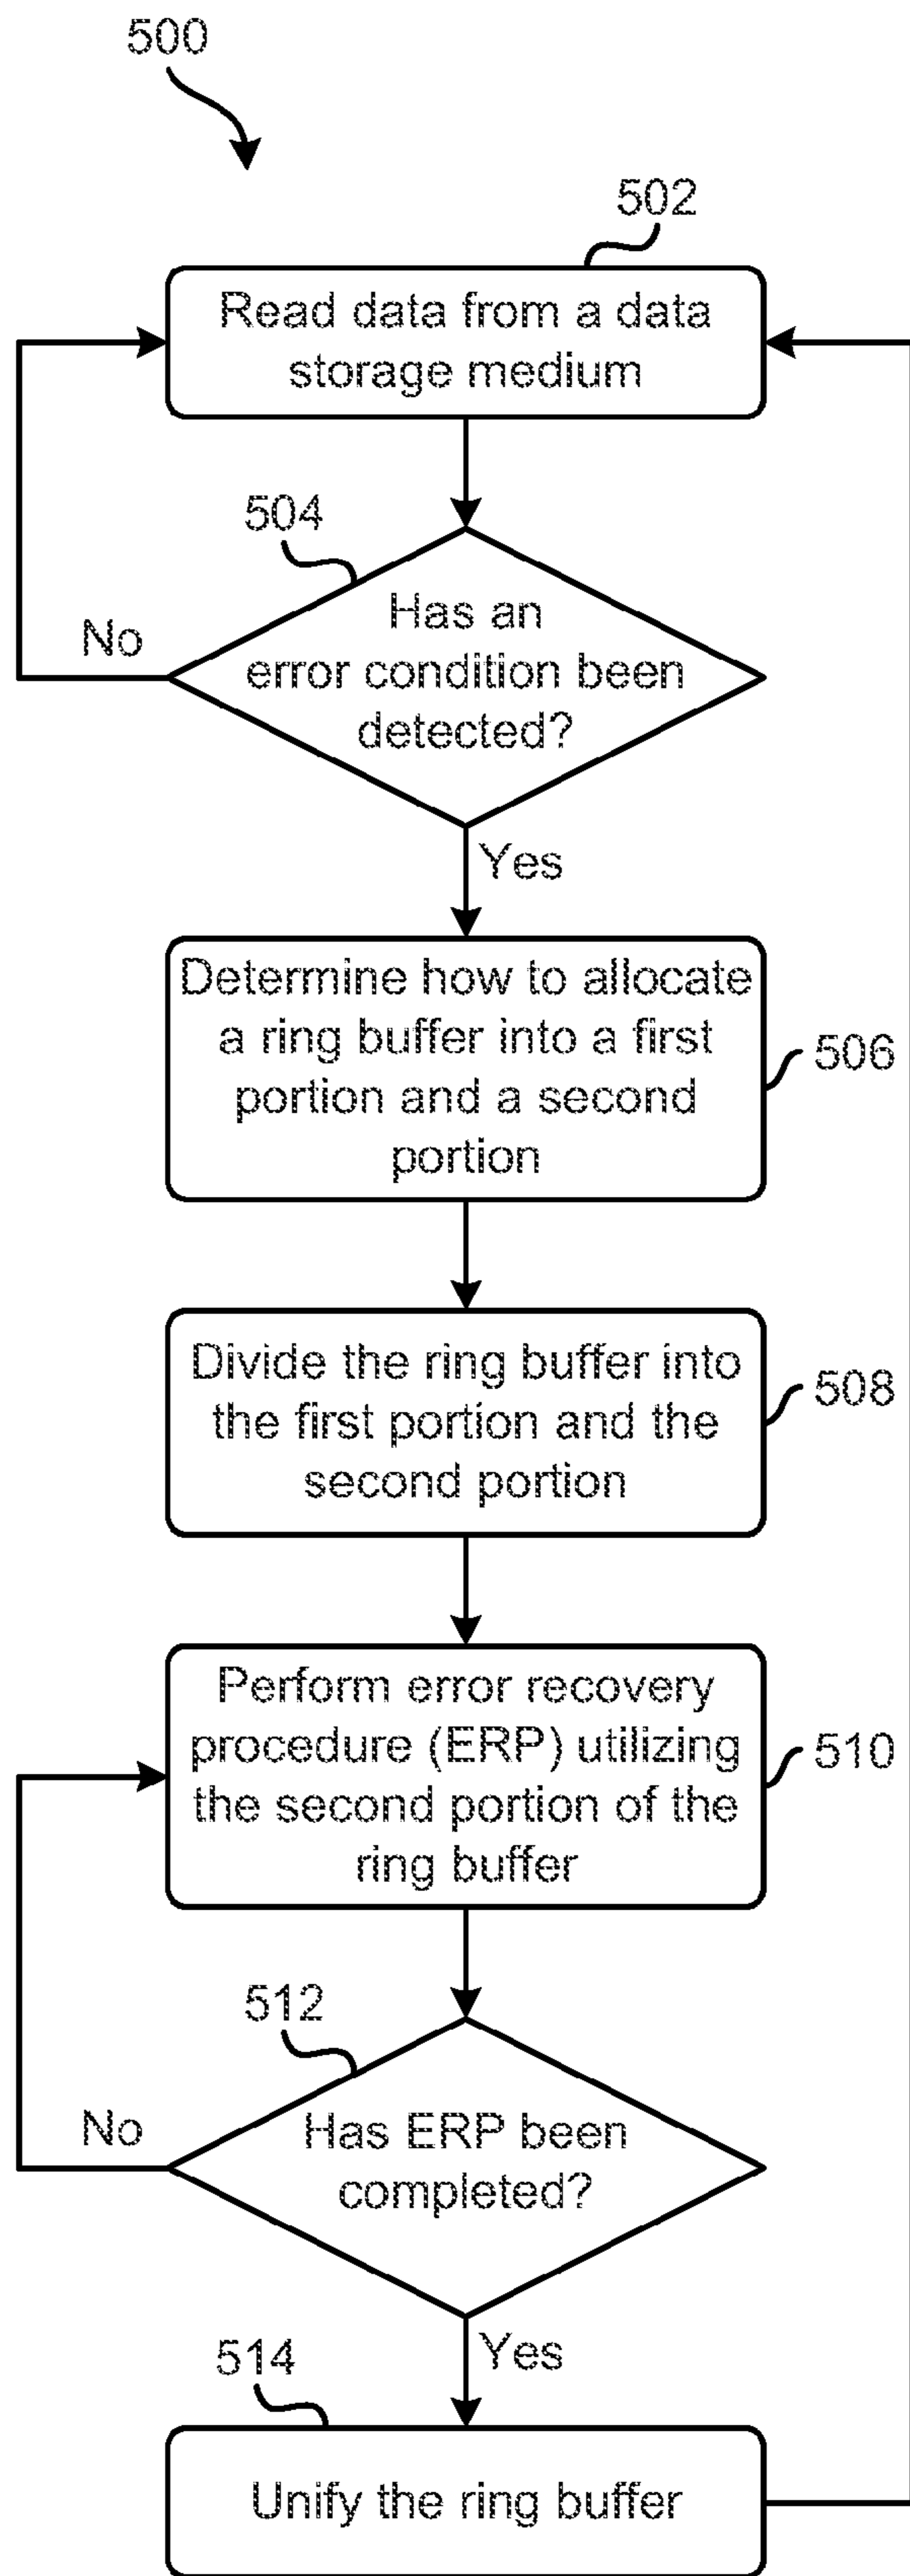 500
502
Read data from a data
storage medium
504
Has an
error condition been
detected?
No
Yes
Determine how to allocate
a ring buffer into a first
portion and a second
portion
506
Divide the ring buffer into
the first portion and the
second portion
508
Perform error recovery
procedure (ERP) utilizing
the second portion of the
ring buffer
510
512
Has ERP been
completed?
No
Yes
514
Unify the ring buffer